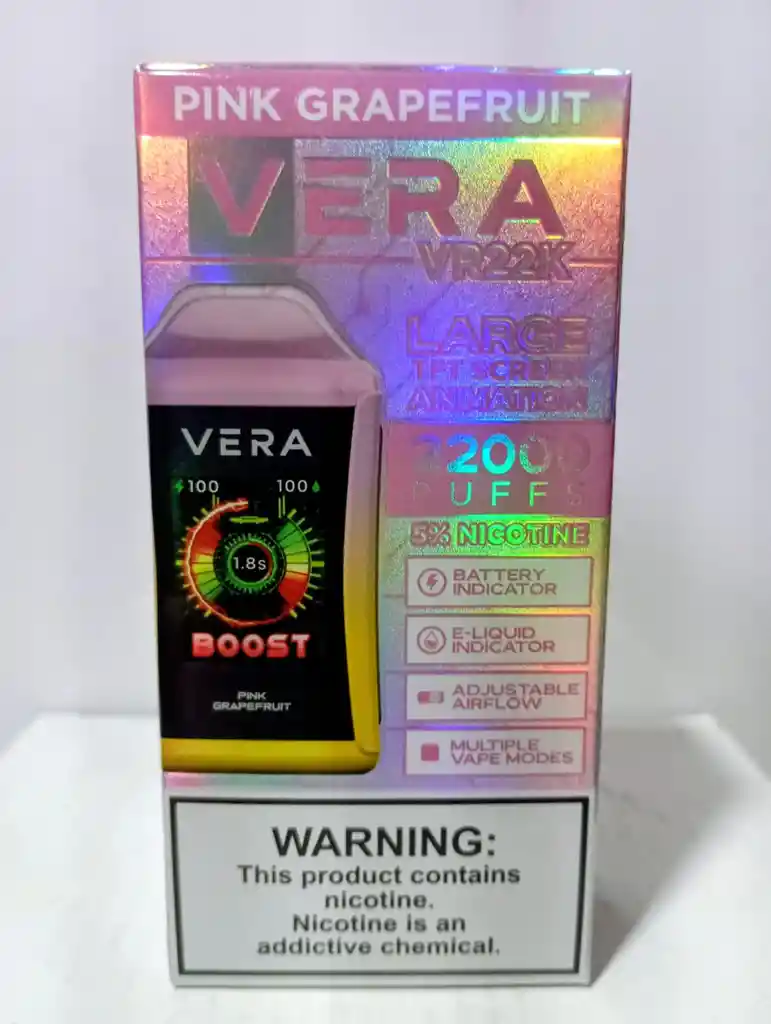 PINK GRAPEFRUIT
VERA
VR22K
LARGE
TFT SCREEN
ANIMATION
22000
PUFFS
5% NICOTINE
BATTERY
INDICATOR
E-LIQUID
INDICATOR
ADJUSTABLE
AIRFLOW
MULTIPLE
VAPE MODES
VERA
100 100
1.8s
BOOST
PINK
GRAPEFRUIT
WARNING:
This product contains
nicotine.
Nicotine is an
addictive chemical.